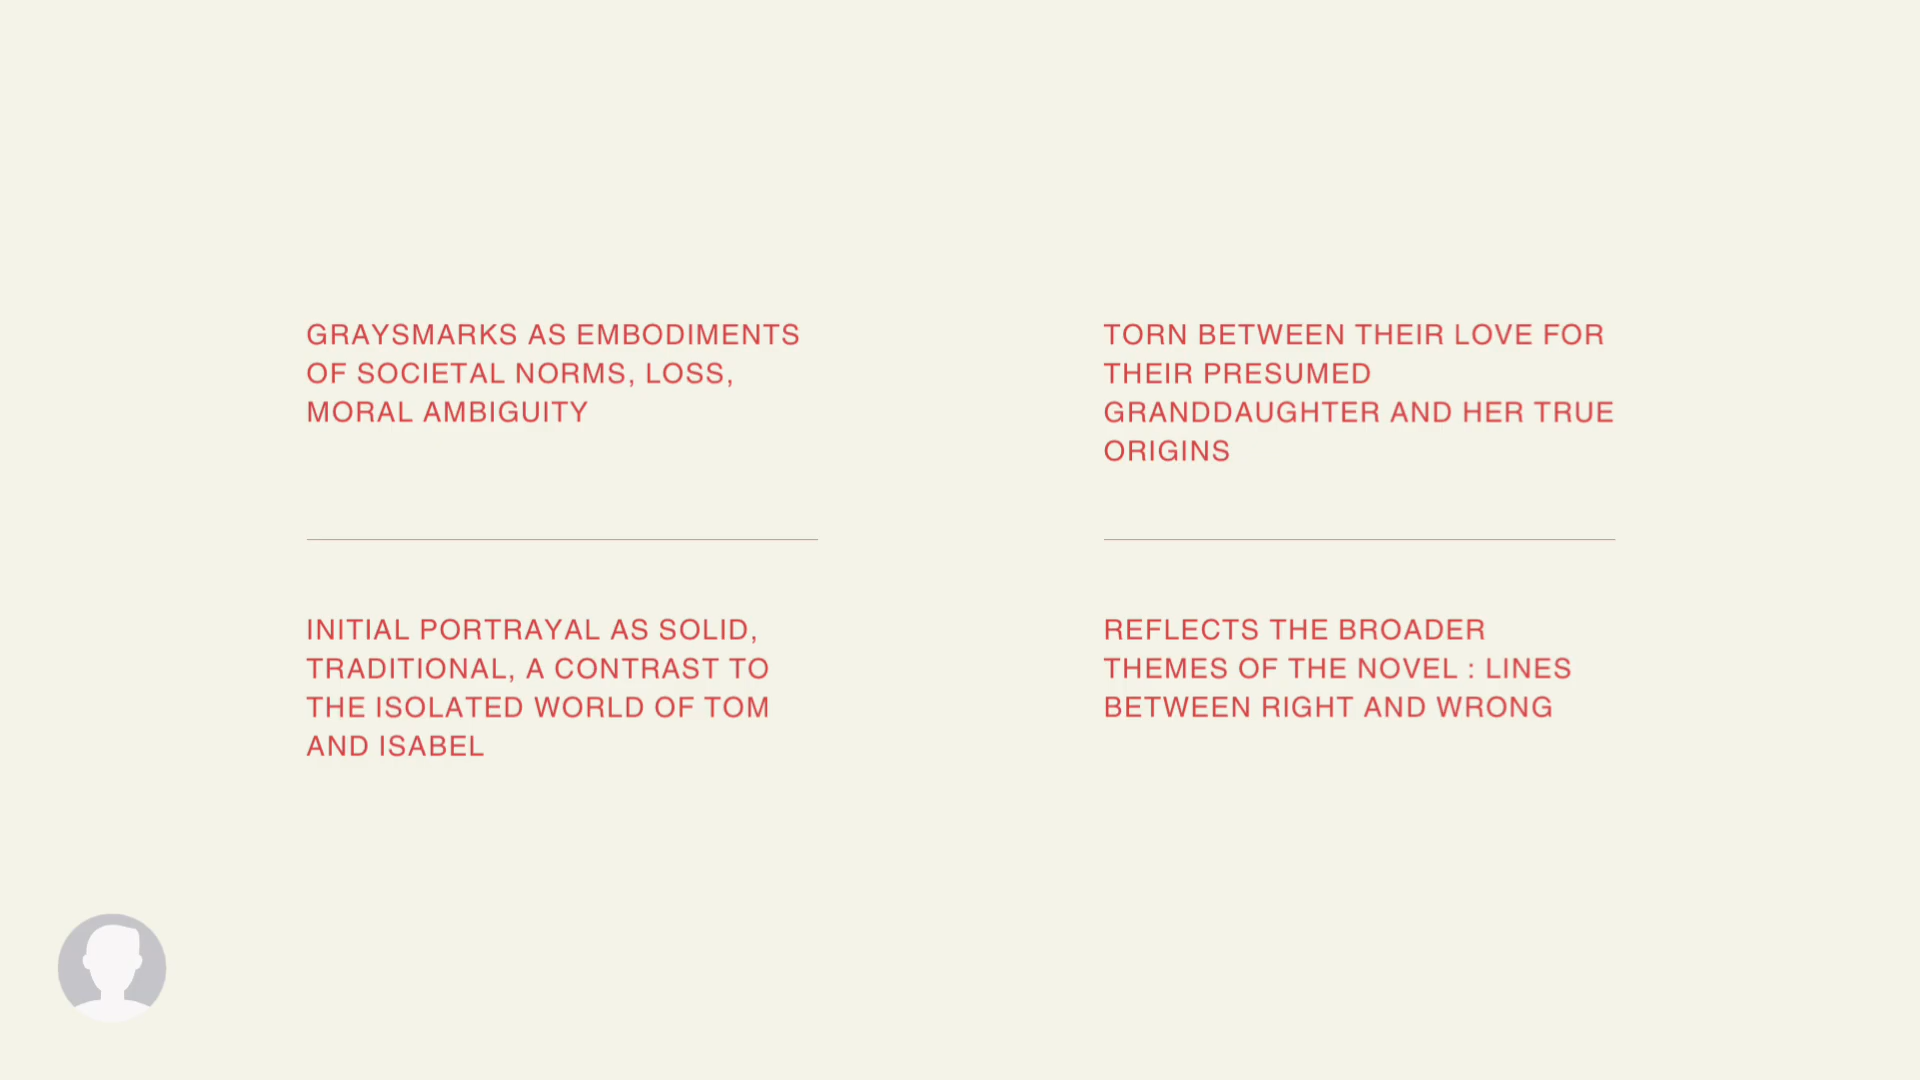 GRAYSMARKS AS EMBODIMENTS
OF SOCIETAL NORMS, LOSS,
MORAL AMBIGUITY
INITIAL PORTRAYAL AS SOLID,
TRADITIONAL, A CONTRAST TO
THE ISOLATED WORLD OF TOM
AND ISABEL
TORN BETWEEN THEIR LOVE FOR
THEIR PRESUMED
GRANDDAUGHTER AND HER TRUE
ORIGINS
REFLECTS THE BROADER
THEMES OF THE NOVEL : LINES
BETWEEN RIGHT AND WRONG